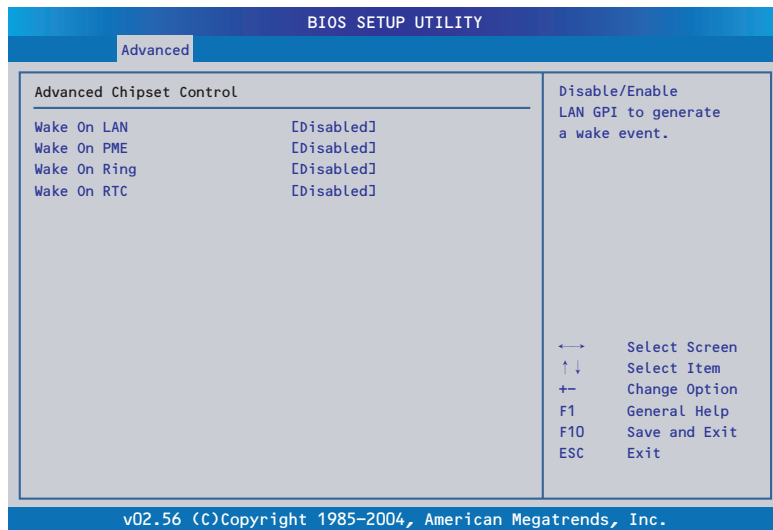 BIOS SETUP UTILITY
Advanced
Advanced Chipset Control
Wake On LAN [Disabled]
Wake On PME [Disabled]
Wake On Ring [Disabled]
Wake On RTC [Disabled]
Disable/Enable
LAN GPI to generate
a wake event.
←→ Select Screen
↑↓ Select Item
+- Change Option
F1 General Help
F10 Save and Exit
ESC Exit
v02.56 (C)Copyright 1985-2004, American Megatrends, Inc.